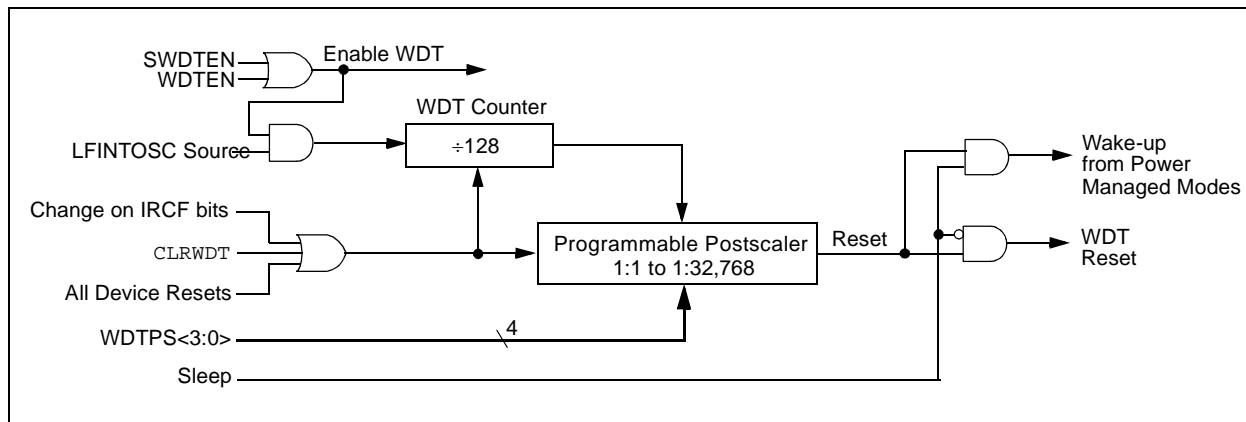 SWDTEN
WDTEN
Enable WDT
WDT Counter
LFINTOSC Source
÷128
Wake-up
from Power
Managed Modes
Change on IRCF bits
CLRWDT
All Device Resets
Programmable Postscaler
1:1 to 1:32,768
Reset
WDT
Reset
WDTPS<3:0>
4
Sleep